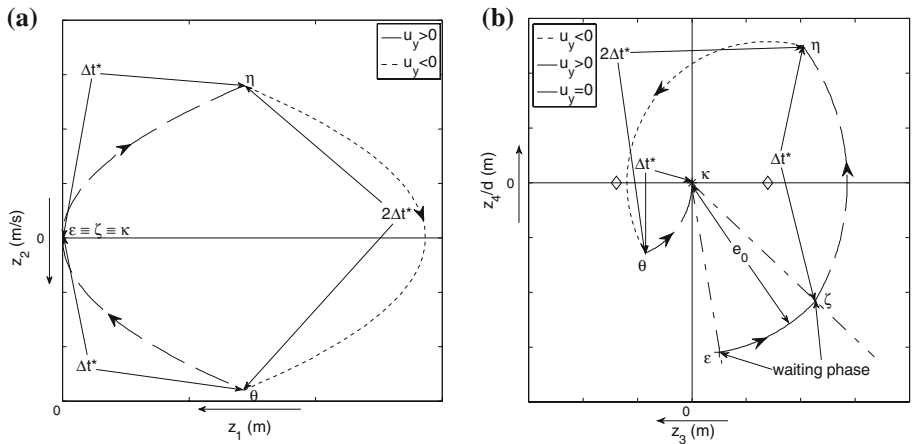 (a)
u_y>0
u_y<0
Δt*
η
2Δt*
ε ≡ ζ ≡ κ
0
z_2 (m/s)
Δt*
θ
0
z_1 (m)
(b)
u_y<0
u_y>0
u_y=0
2Δt*
η
Δt*
κ
Δt*
0
z_4/d (m)
θ
e_0
ζ
ε
waiting phase
0
z_3 (m)